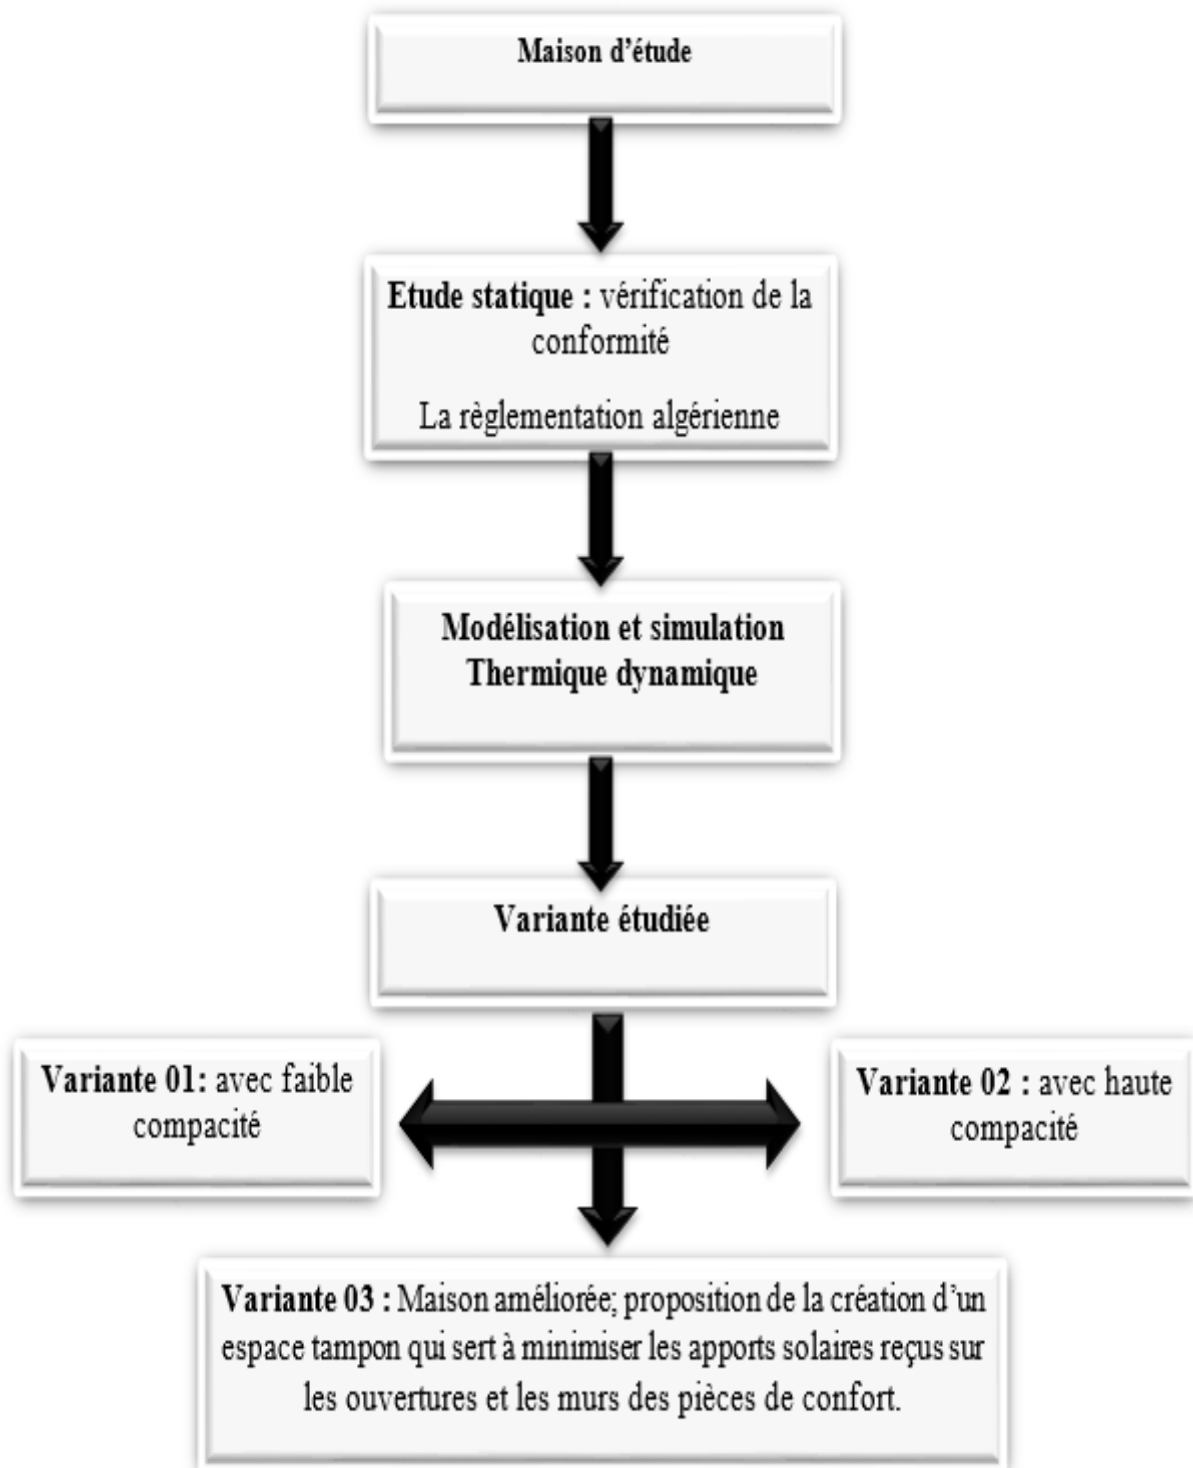 Maison d'étude
Etude statique : vérification de la
conformité
La règlementation algérienne
Modélisation et simulation
Thermique dynamique
Variante étudiée
Variante 01: avec faible
compacité
Variante 02 : avec haute
compacité
Variante 03 : Maison améliorée; proposition de la création d'un
espace tampon qui sert à minimiser les apports solaires reçus sur
les ouvertures et les murs des pièces de confort.